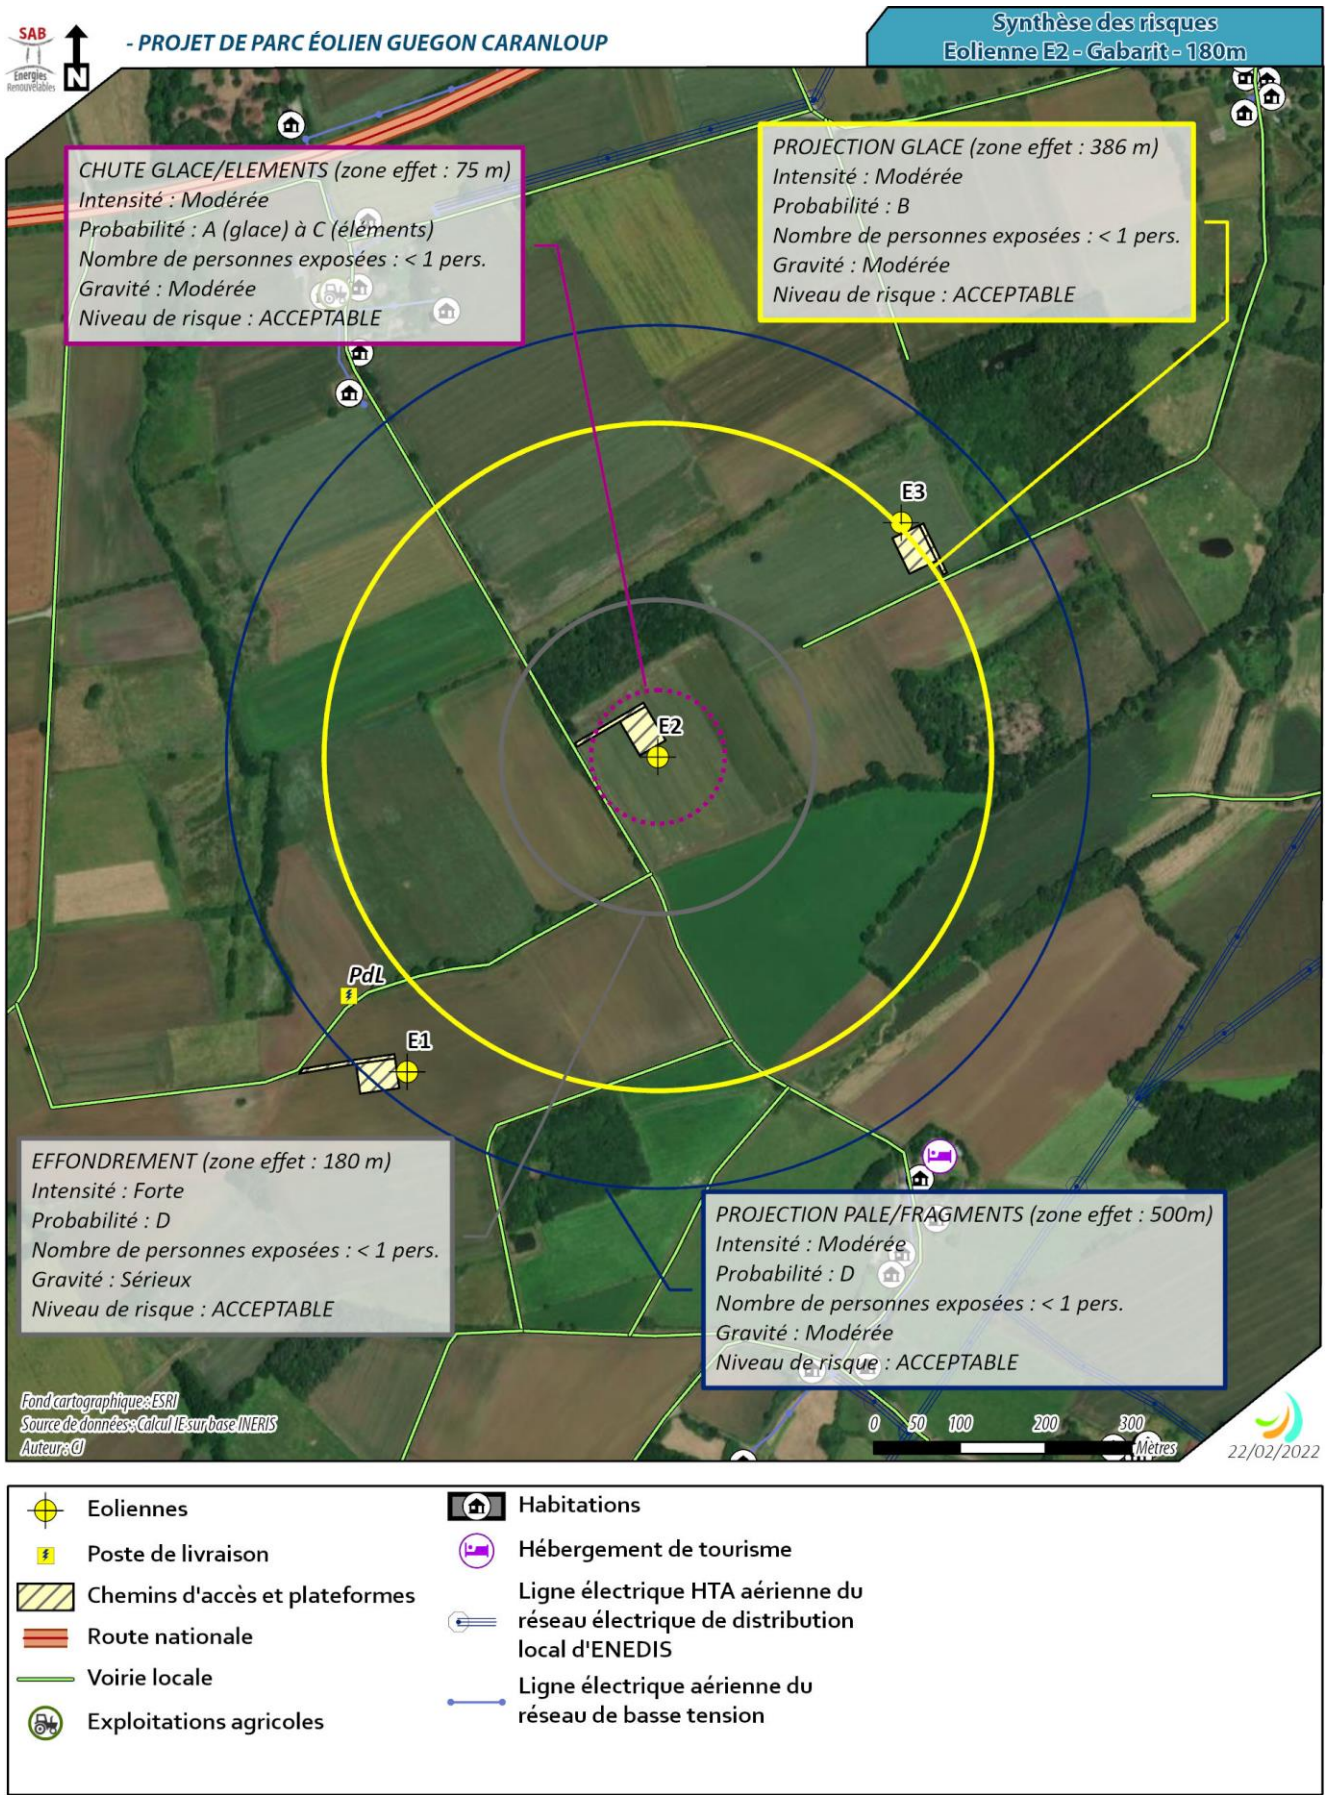 SAB
Energies
Renouvelables
N
- PROJET DE PARC ÉOLIEN GUEGON CARANLOUP
Synthèse des risques
Eolienne E2 - Gabarit - 180m
CHUTE GLACE/ELEMENTS (zone effet : 75 m)
Intensité : Modérée
Probabilité : A (glace) à C (éléments)
Nombre de personnes exposées : < 1 pers.
Gravité : Modérée
Niveau de risque : ACCEPTABLE
PROJECTION GLACE (zone effet : 386 m)
Intensité : Modérée
Probabilité : B
Nombre de personnes exposées : < 1 pers.
Gravité : Modérée
Niveau de risque : ACCEPTABLE
E3
E2
PdL
E1
EFFONDREMENT (zone effet : 180 m)
Intensité : Forte
Probabilité : D
Nombre de personnes exposées : < 1 pers.
Gravité : Sérieux
Niveau de risque : ACCEPTABLE
PROJECTION PALE/FRAGMENTS (zone effet : 500m)
Intensité : Modérée
Probabilité : D
Nombre de personnes exposées : < 1 pers.
Gravité : Modérée
Niveau de risque : ACCEPTABLE
Fond cartographique : ESRI
Source de données : Calcul IE sur base INERIS
Auteur : CJ
0 50 100 200 300
Mètres
22/02/2022
Eoliennes
Poste de livraison
Chemins d'accès et plateformes
Route nationale
Voirie locale
Exploitations agricoles
Habitations
Hébergement de tourisme
Ligne électrique HTA aérienne du
réseau électrique de distribution
local d'ENEDIS
Ligne électrique aérienne du
réseau de basse tension